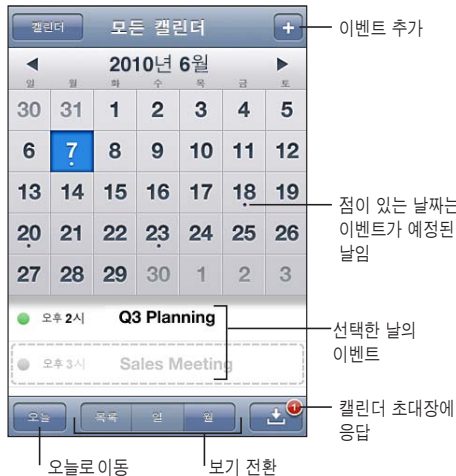 캘린더 모든 캘린더 +
이벤트 추가
2010년 6월
일 월 화 수 목 금 토
30 31 1 2 3 4 5
6 7 8 9 10 11 12
13 14 15 16 17 18 19
20 21 22 23 24 25 26
27 28 29 30 1 2 3
점이 있는 날짜는
이벤트가 예정된
날임
오후 2시 Q3 Planning
오후 3시 Sales Meeting
선택한 날의
이벤트
오늘 목록 일 월 1
캘린더 초대장에
응답
오늘로 이동
보기 전환